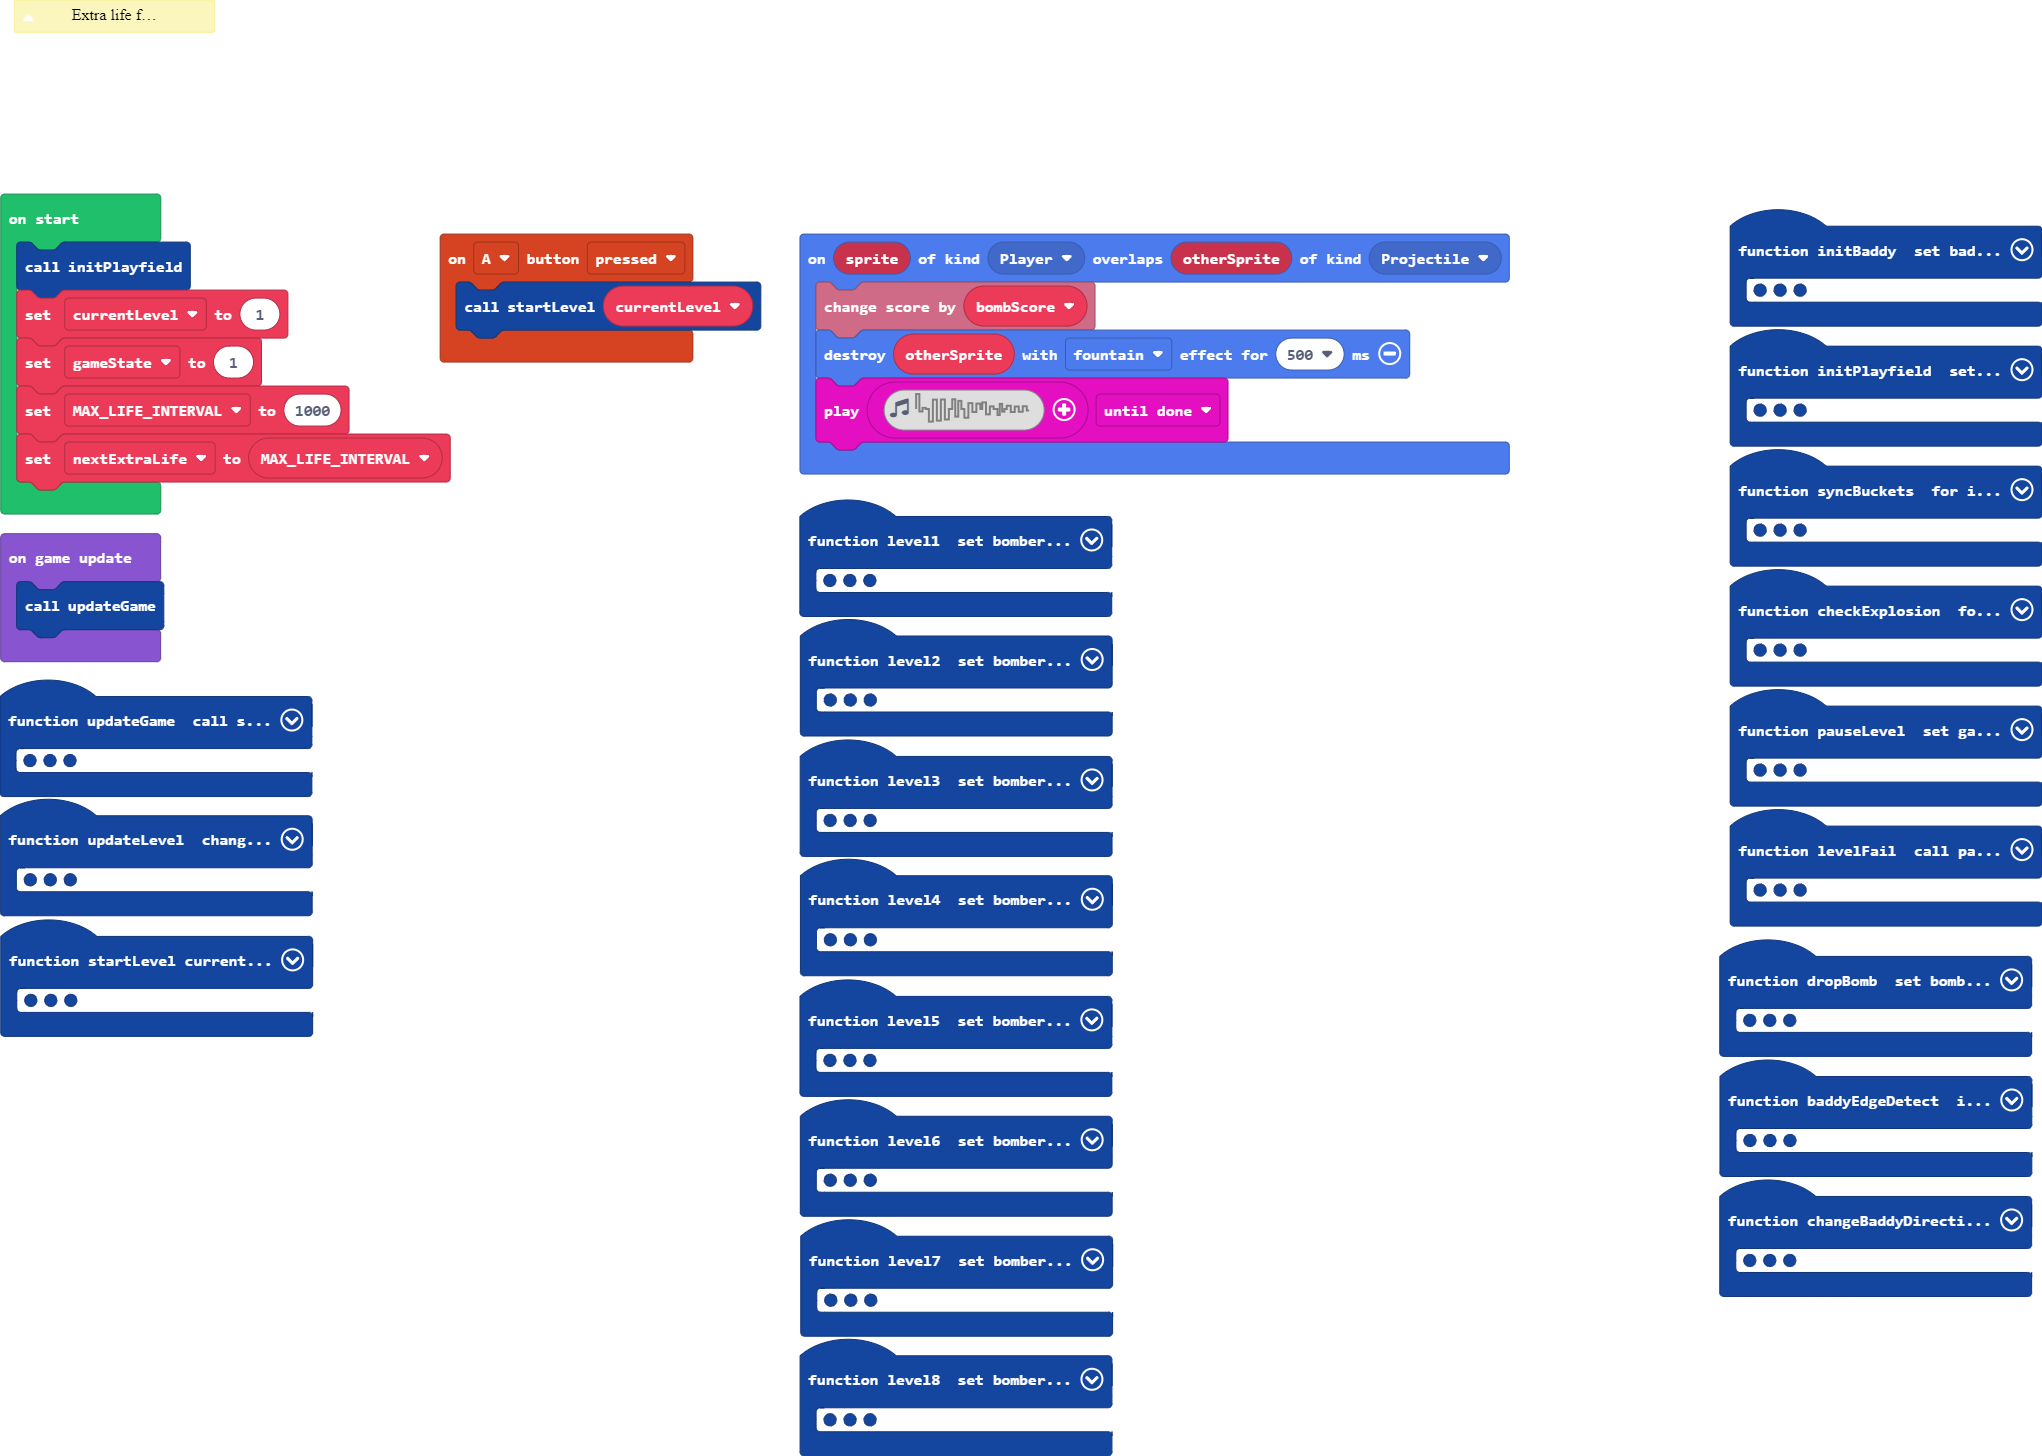 Extra life f…
on start
call initPlayfield
set currentLevel to 1
set gameState to 1
set MAX_LIFE_INTERVAL to 1000
set nextExtraLife to MAX_LIFE_INTERVAL
on game update
call updateGame
function updateGame call s...
function updateLevel chang...
function startLevel current...
on A button pressed
call startLevel currentLevel
on sprite of kind Player overlaps otherSprite of kind Projectile
change score by bombScore
destroy otherSprite with fountain effect for 500 ms
play until done
function level1 set bomber...
function level2 set bomber...
function level3 set bomber...
function level4 set bomber...
function level5 set bomber...
function level6 set bomber...
function level7 set bomber...
function level8 set bomber...
function initBaddy set bad...
function initPlayfield set...
function syncBuckets for i...
function checkExplosion fo...
function pauseLevel set ga...
function levelFail call pa...
function dropBomb set bomb...
function baddyEdgeDetect i...
function changeBaddyDirecti...